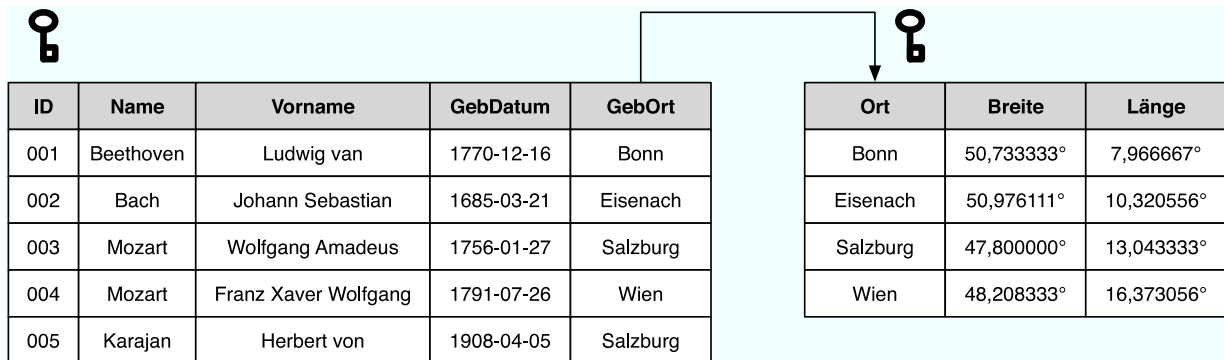 ID Name Vorname GebDatum GebOrt Ort Breite Länge
001 Beethoven Ludwig van 1770-12-16 Bonn Bonn 50,733333° 7,966667°
002 Bach Johann Sebastian 1685-03-21 Eisenach Eisenach 50,976111° 10,320556°
003 Mozart Wolfgang Amadeus 1756-01-27 Salzburg Salzburg 47,800000° 13,043333°
004 Mozart Franz Xaver Wolfgang 1791-07-26 Wien Wien 48,208333° 16,373056°
005 Karajan Herbert von 1908-04-05 Salzburg